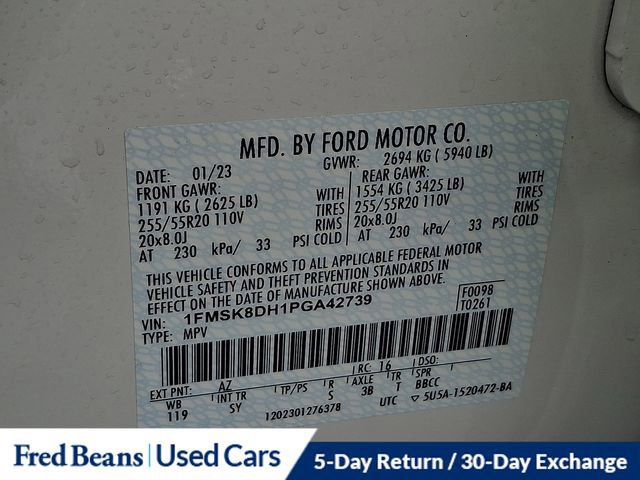 MFD. BY FORD MOTOR CO.
DATE: 01/23 GVWR: 2694 KG ( 5940 LB)
FRONT GAWR: REAR GAWR:
1191 KG ( 2625 LB) WITH 1554 KG ( 3425 LB) WITH
255/55R20 110V TIRES 255/55R20 110V TIRES
20x8.0J RIMS 20x8.0J RIMS
AT 230 kPa/ 33 PSI COLD AT 230 kPa/ 33 PSI COLD
THIS VEHICLE CONFORMS TO ALL APPLICABLE FEDERAL MOTOR
VEHICLE SAFETY AND THEFT PREVENTION STANDARDS IN
EFFECT ON THE DATE OF MANUFACTURE SHOWN ABOVE.
VIN: 1FMSK8DH1PGA42739 F0098
TYPE: MPV T0261
EXT PNT: AZ RC: 16 DSO:
WB INT TR TP/PS R AXLE TR SPR
119 SY S 3B T BBCC
1202301276378 UTC ▽ 5U5A-1520472-BA
Fred Beans Used Cars 5-Day Return / 30-Day Exchange